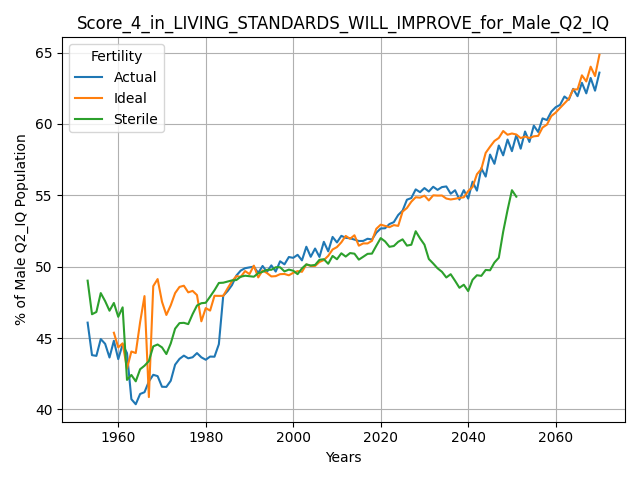 Score_4_in_LIVING_STANDARDS_WILL_IMPROVE_for_Male_Q2_IQ
Fertility
Actual
Ideal
Sterile
% of Male Q2_IQ Population
65
60
55
50
45
40
1960
1980
2000
2020
2040
2060
Years